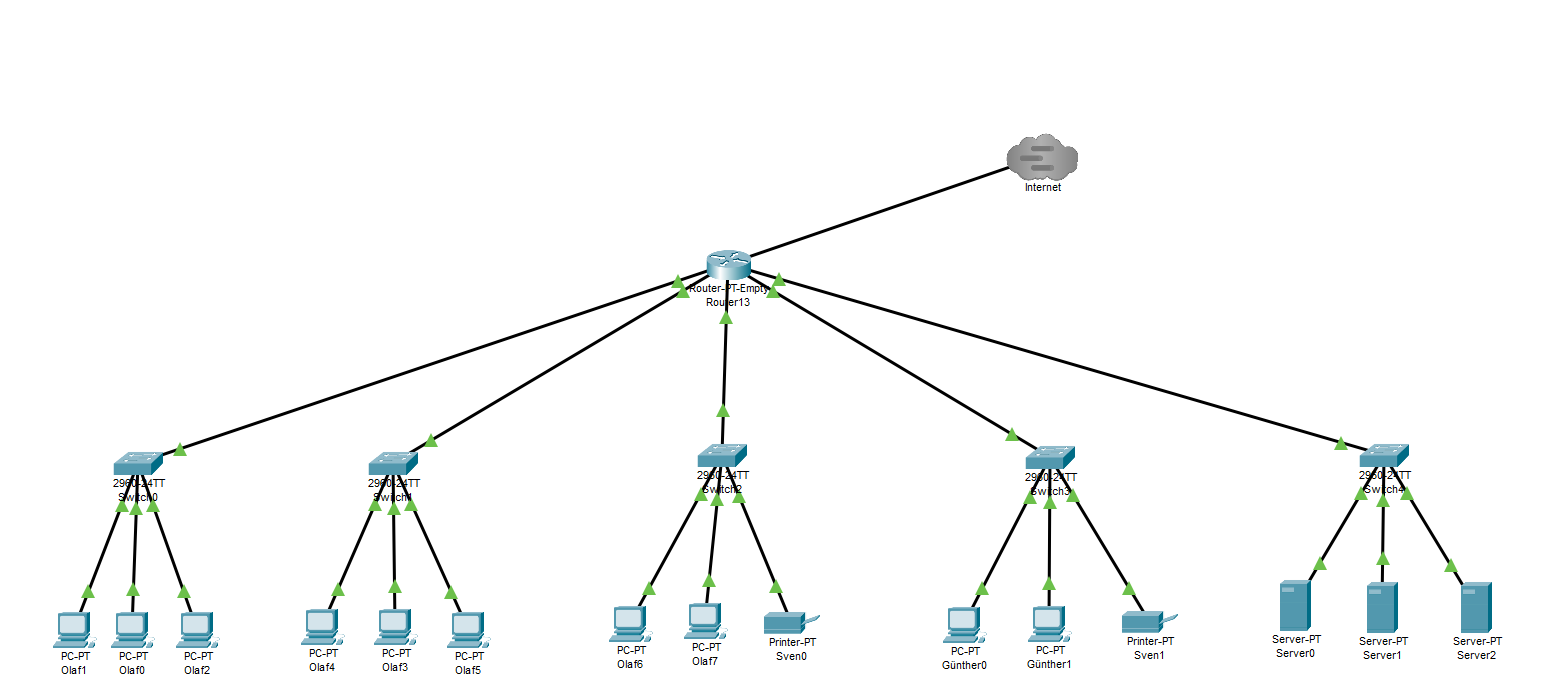 Internet
Router-PT-Empty
Router13
2960-24TT
Switch0
2960-24TT
Switch1
2960-24TT
Switch2
2960-24TT
Switch3
2960-24TT
Switch4
PC-PT
Olaf1
PC-PT
Olaf0
PC-PT
Olaf2
PC-PT
Olaf4
PC-PT
Olaf3
PC-PT
Olaf5
PC-PT
Olaf6
PC-PT
Olaf7
Printer-PT
Sven0
PC-PT
Günther0
PC-PT
Günther1
Printer-PT
Sven1
Server-PT
Server0
Server-PT
Server1
Server-PT
Server2